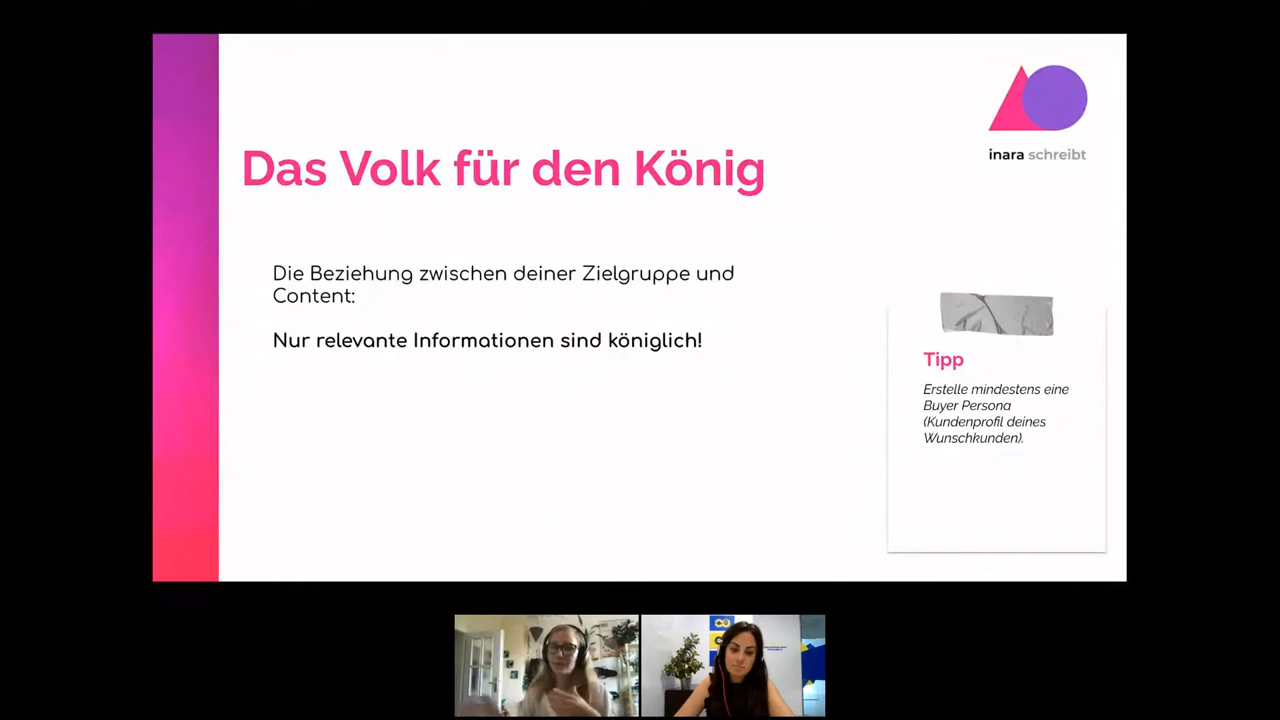 inara schreibt
Das Volk für den König
Die Beziehung zwischen deiner Zielgruppe und
Content:
Nur relevante Informationen sind königlich!
Tipp
Erstelle mindestens eine
Buyer Persona
(Kundenprofil deines
Wunschkunden).